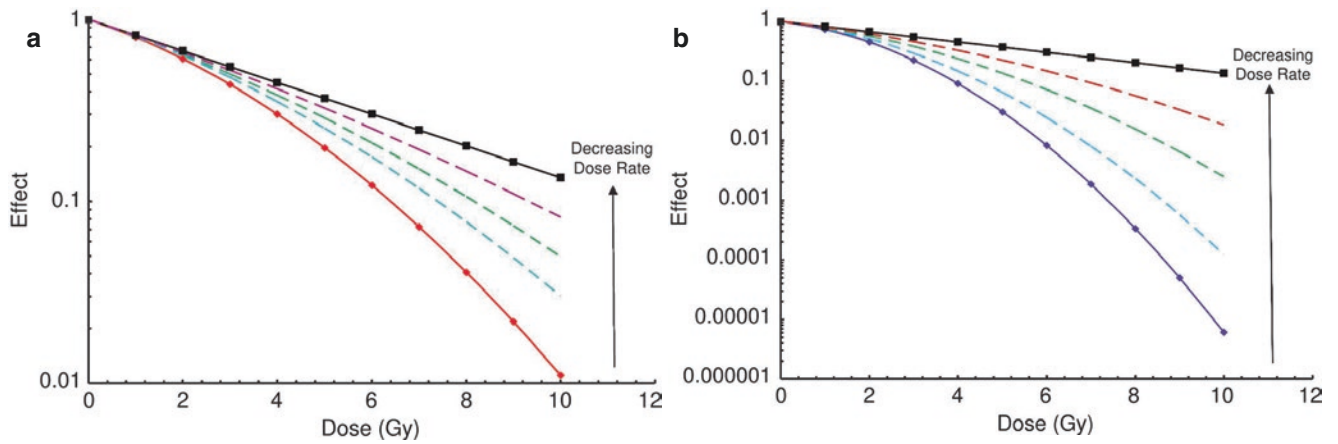 a
1
0.1
0.01
Effect
0 2 4 6 8 10 12
Dose (Gy)
Decreasing
Dose Rate
b
1
0.1
0.01
0.001
0.0001
0.00001
0.000001
Effect
0 2 4 6 8 10 12
Dose (Gy)
Decreasing
Dose Rate